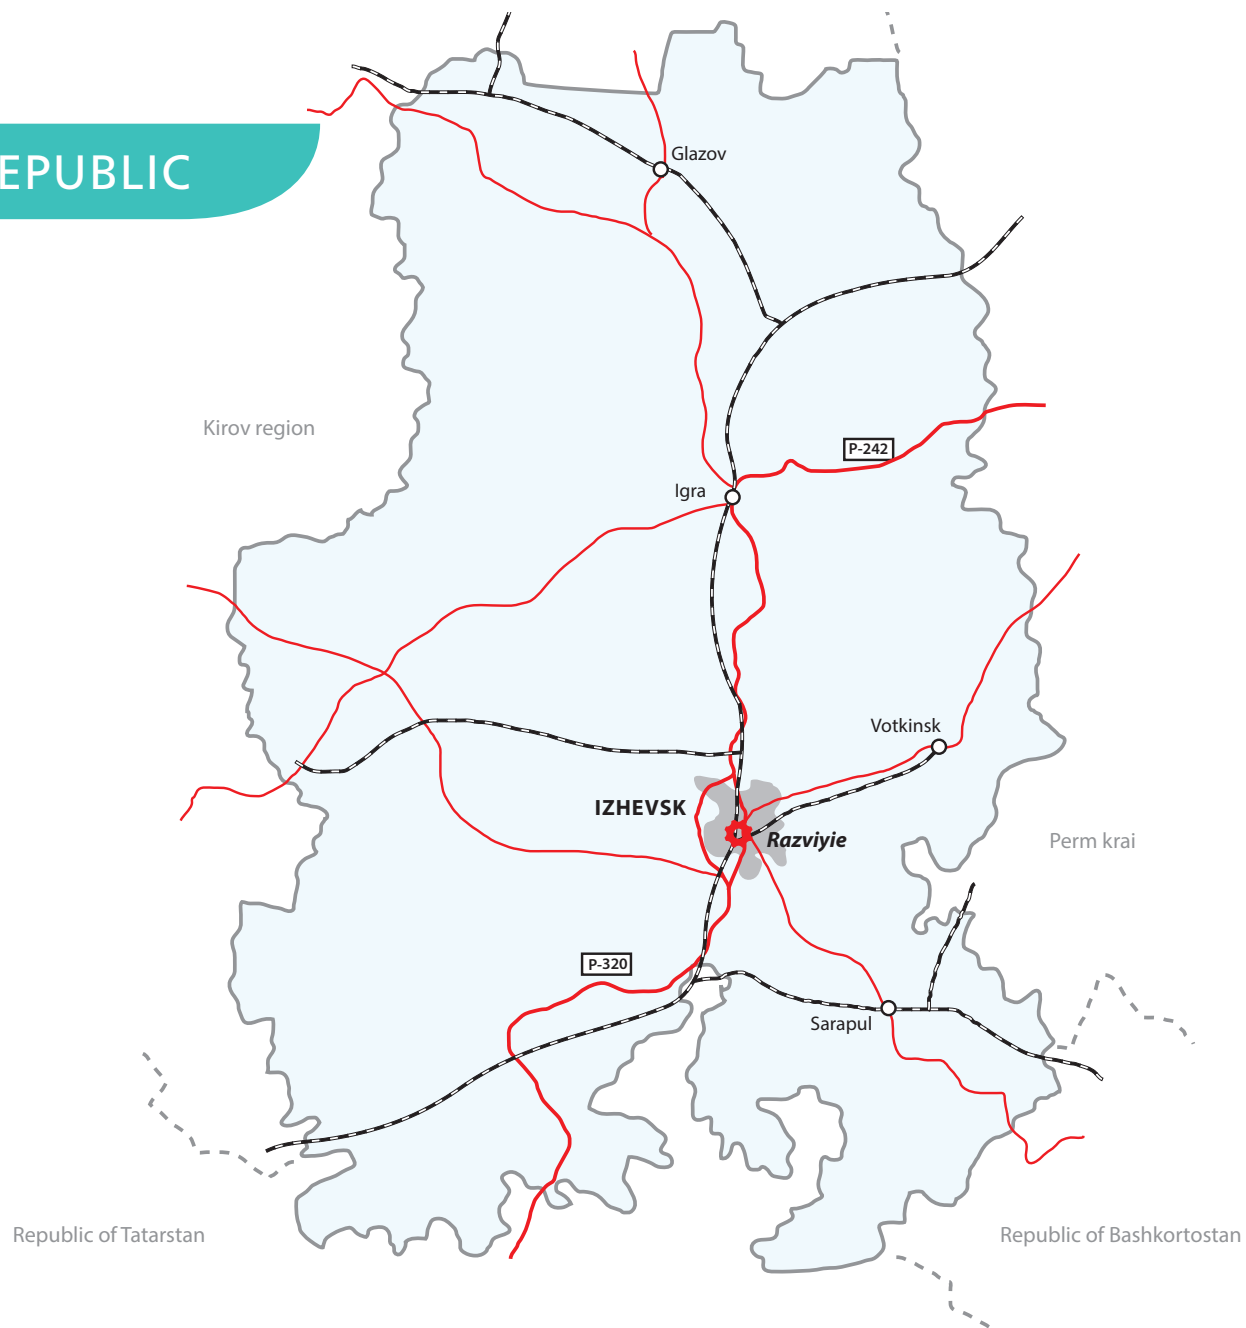 EPUBLIC
Glazov
Kirov region
P-242
Igra
Votkinsk
IZHEVSK
Razviyie
Perm krai
P-320
Sarapul
Republic of Tatarstan
Republic of Bashkortostan